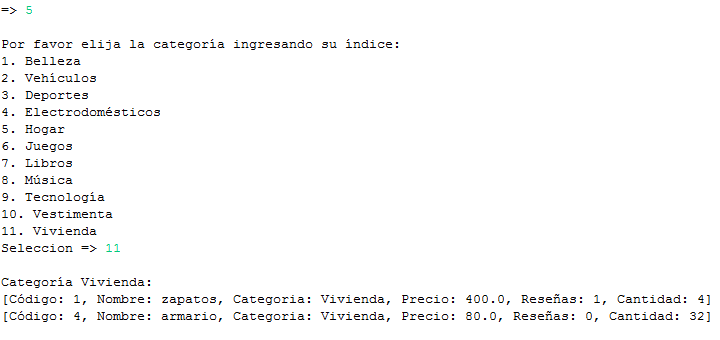 => 5
Por favor elija la categoría ingresando su índice:
1. Belleza
2. Vehículos
3. Deportes
4. Electrodomésticos
5. Hogar
6. Juegos
7. Libros
8. Música
9. Tecnología
10. Vestimenta
11. Vivienda
Seleccion => 11
Categoría Vivienda:
[Código: 1, Nombre: zapatos, Categoria: Vivienda, Precio: 400.0, Reseñas: 1, Cantidad: 4]
[Código: 4, Nombre: armario, Categoria: Vivienda, Precio: 80.0, Reseñas: 0, Cantidad: 32]